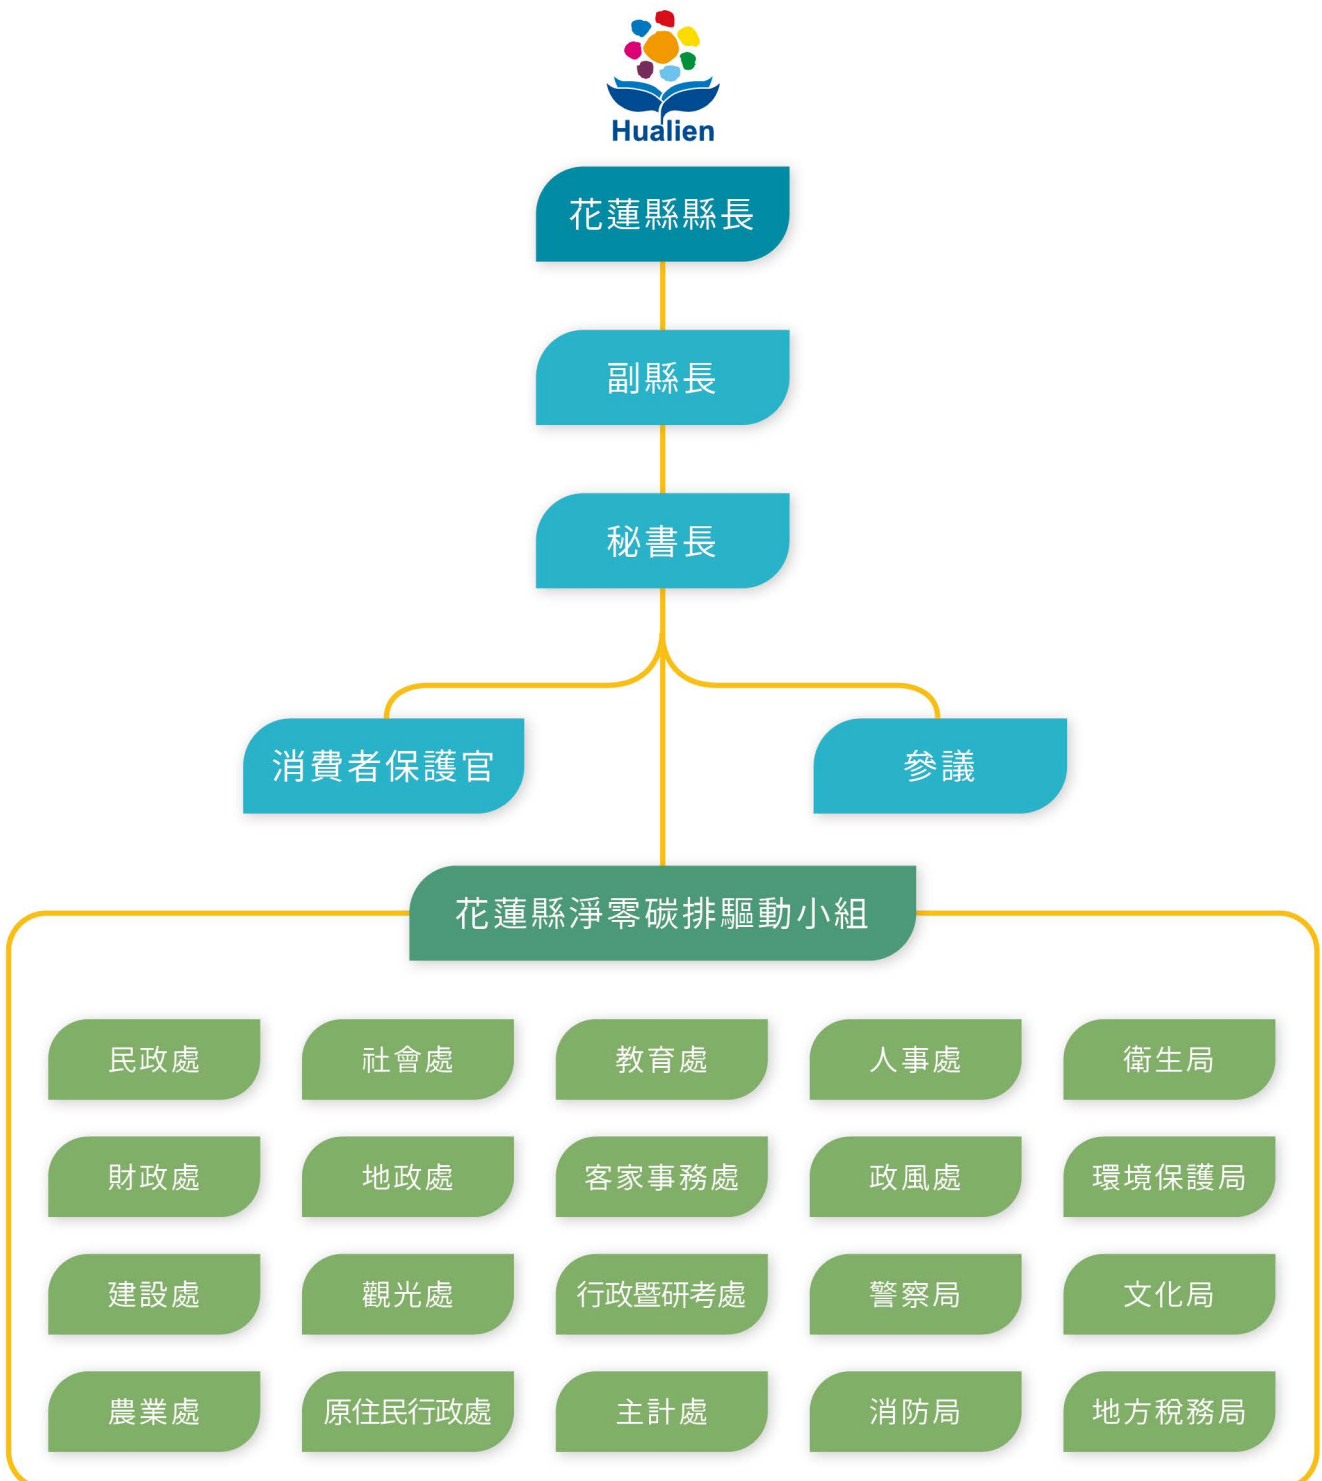 Hualien
花蓮縣縣長
副縣長
秘書長
消費者保護官
參議
花蓮縣淨零碳排驅動小組
民政處
社會處
教育處
人事處
衛生局
財政處
地政處
客家事務處
政風處
環境保護局
建設處
觀光處
行政暨研考處
警察局
文化局
農業處
原住民行政處
主計處
消防局
地方稅務局